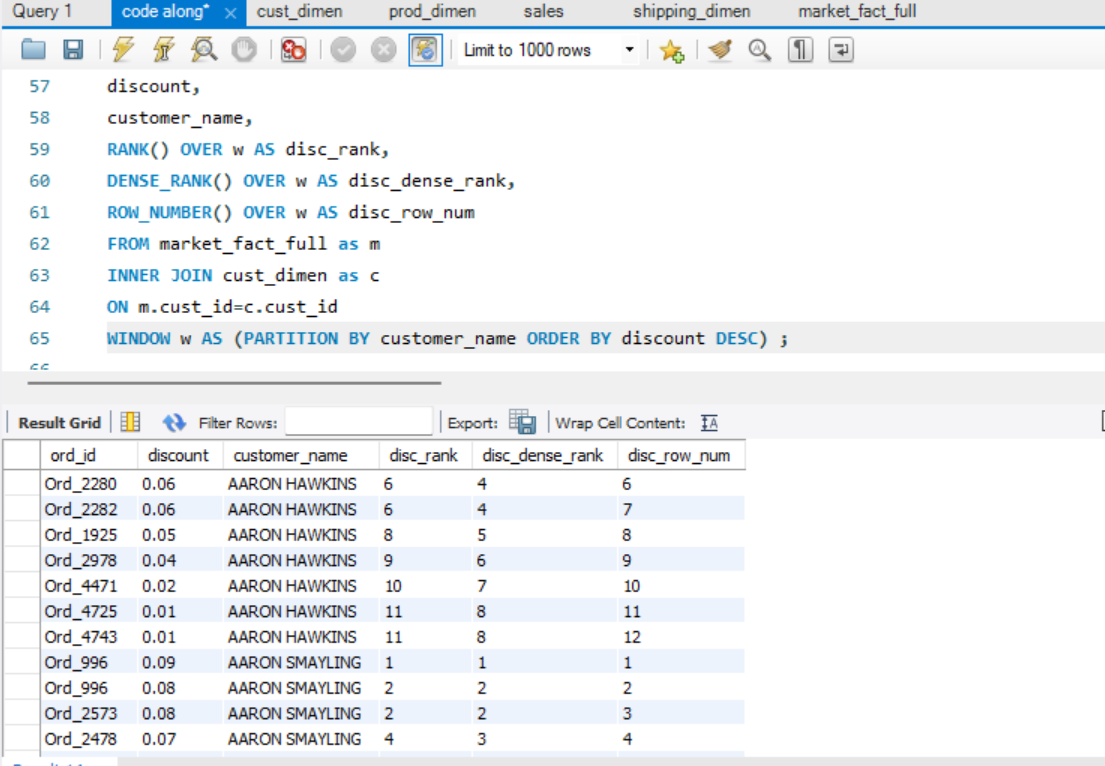 Query 1 code along* × cust_dimen prod_dimen sales shipping_dimen market_fact_full
Limit to 1000 rows
57 discount,
58 customer_name,
59 RANK() OVER w AS disc_rank,
60 DENSE_RANK() OVER w AS disc_dense_rank,
61 ROW_NUMBER() OVER w AS disc_row_num
62 FROM market_fact_full as m
63 INNER JOIN cust_dimen as c
64 ON m.cust_id=c.cust_id
65 WINDOW w AS (PARTITION BY customer_name ORDER BY discount DESC) ;
Result Grid Filter Rows: Export: Wrap Cell Content: IA
ord_id discount customer_name disc_rank disc_dense_rank disc_row_num
Ord_2280 0.06 AARON HAWKINS 6 4 6
Ord_2282 0.06 AARON HAWKINS 6 4 7
Ord_1925 0.05 AARON HAWKINS 8 5 8
Ord_2978 0.04 AARON HAWKINS 9 6 9
Ord_4471 0.02 AARON HAWKINS 10 7 10
Ord_4725 0.01 AARON HAWKINS 11 8 11
Ord_4743 0.01 AARON HAWKINS 11 8 12
Ord_996 0.09 AARON SMAYLING 1 1 1
Ord_996 0.08 AARON SMAYLING 2 2 2
Ord_2573 0.08 AARON SMAYLING 2 2 3
Ord_2478 0.07 AARON SMAYLING 4 3 4